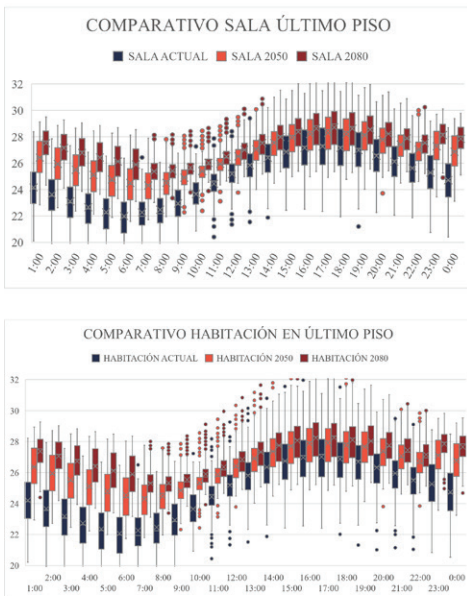 COMPARATIVO SALA ÚLTIMO PISO
SALA ACTUAL SALA 2050 SALA 2080
32
30
28
26
24
22
20
1:00 2:00 3:00 4:00 5:00 6:00 7:00 8:00 9:00 10:00 11:00 12:00 13:00 14:00 15:00 16:00 17:00 18:00 19:00 20:00 21:00 22:00 23:00 0:00
COMPARATIVO HABITACIÓN EN ÚLTIMO PISO
HABITACIÓN ACTUAL HABITACIÓN 2050 HABITACIÓN 2080
32
30
28
26
24
22
20
2:00 4:00 6:00 8:00 10:00 12:00 14:00 16:00 18:00 20:00 22:00 0:00
1:00 3:00 5:00 7:00 9:00 11:00 13:00 15:00 17:00 19:00 21:00 23:00